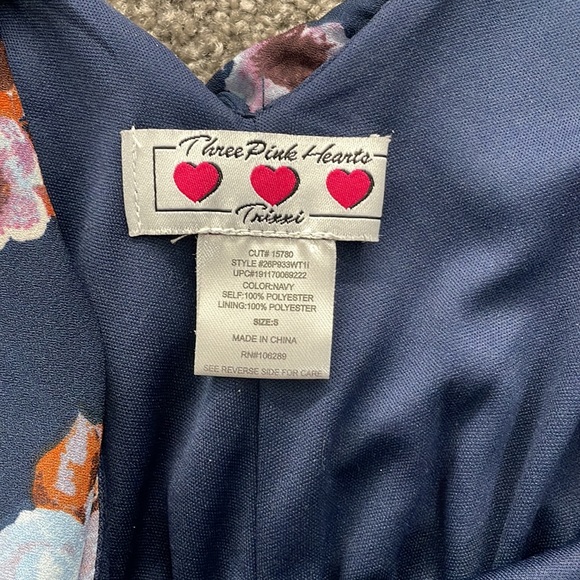 Three Pink Hearts
Trixxi
CUT# 15780
STYLE #26P933WT1I
UPC#191170069222
COLOR:NAVY
SELF:100% POLYESTER
LINING:100% POLYESTER
SIZE:S
MADE IN CHINA
RN#106289
SEE REVERSE SIDE FOR CARE